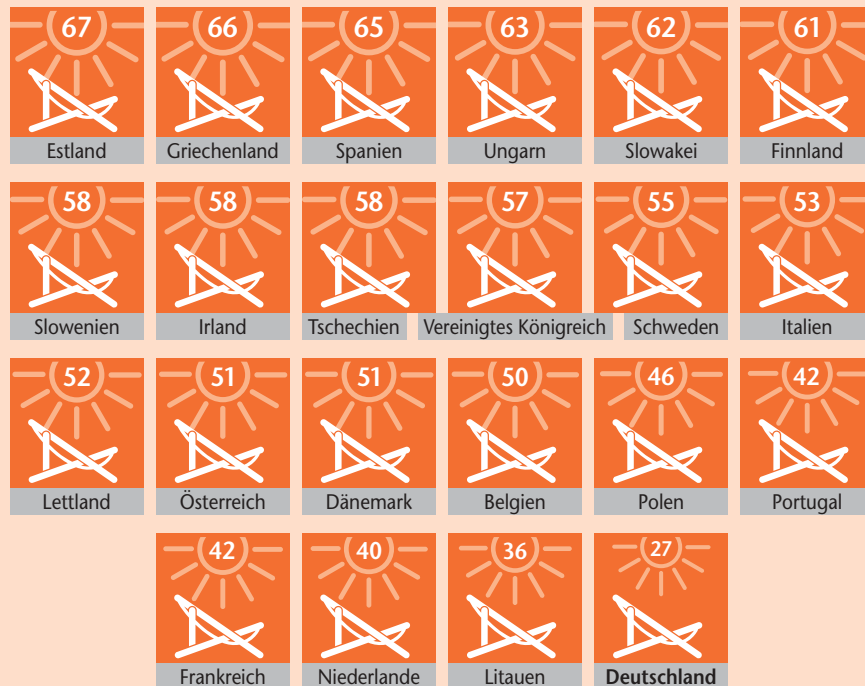 67 66 65 63 62 61
Estland Griechenland Spanien Ungarn Slowakei Finnland
58 58 58 57 55 53
Slowenien Irland Tschechien Vereinigtes Königreich Schweden Italien
52 51 51 50 46 42
Lettland Österreich Dänemark Belgien Polen Portugal
42 40 36 27
Frankreich Niederlande Litauen Deutschland